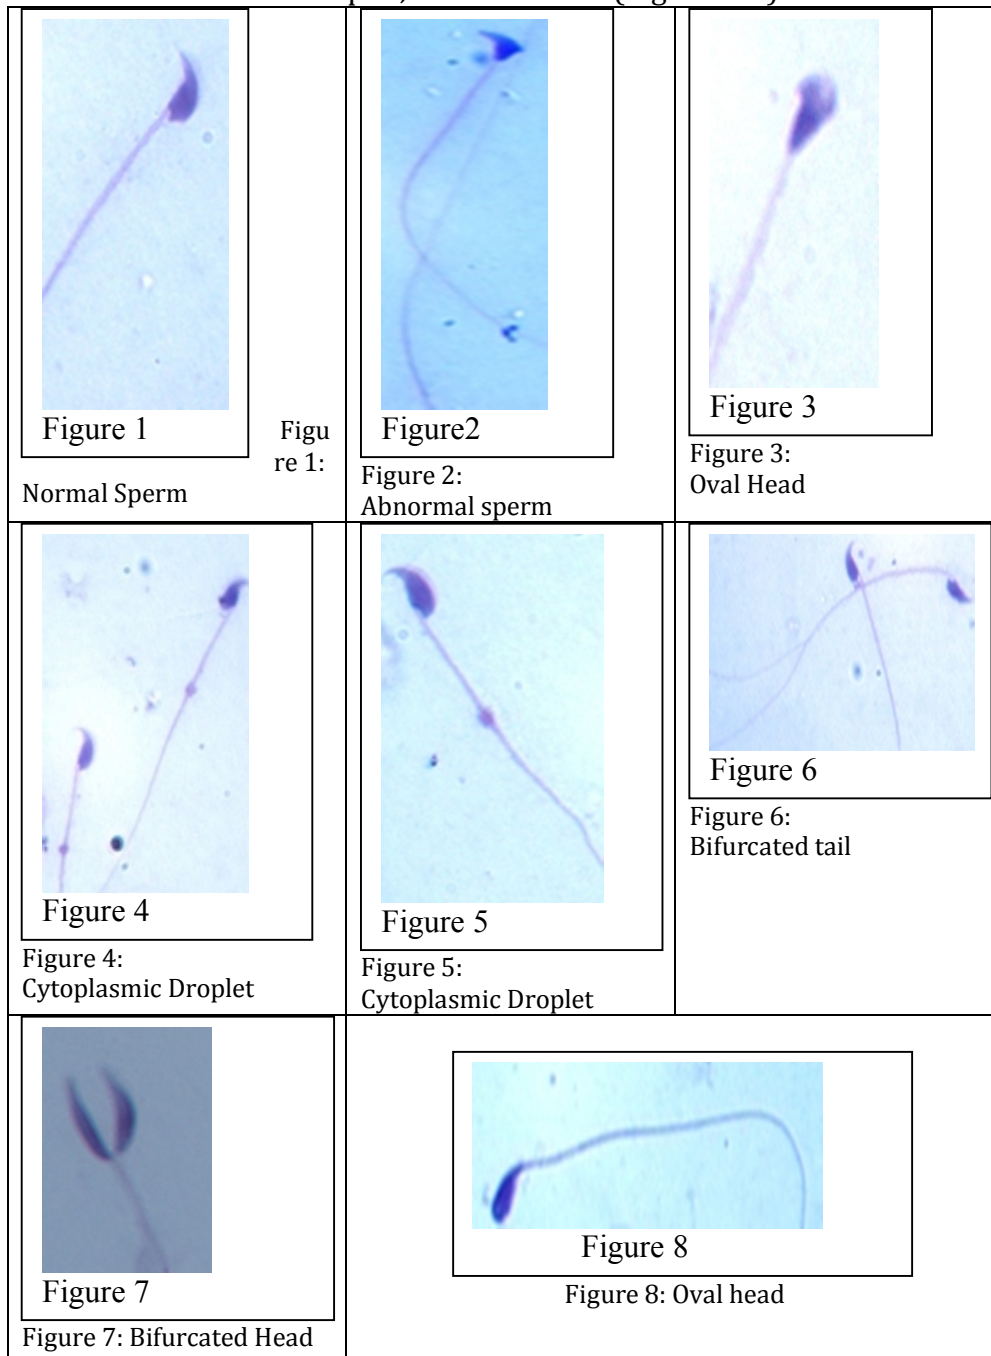 Figure 1
Figu
re 1:
Normal Sperm
Figure2
Figure 2:
Abnormal sperm
Figure 3
Figure 3:
Oval Head
Figure 4
Figure 4:
Cytoplasmic Droplet
Figure 5
Figure 5:
Cytoplasmic Droplet
Figure 6
Figure 6:
Bifurcated tail
Figure 7
Figure 7: Bifurcated Head
Figure 8
Figure 8: Oval head